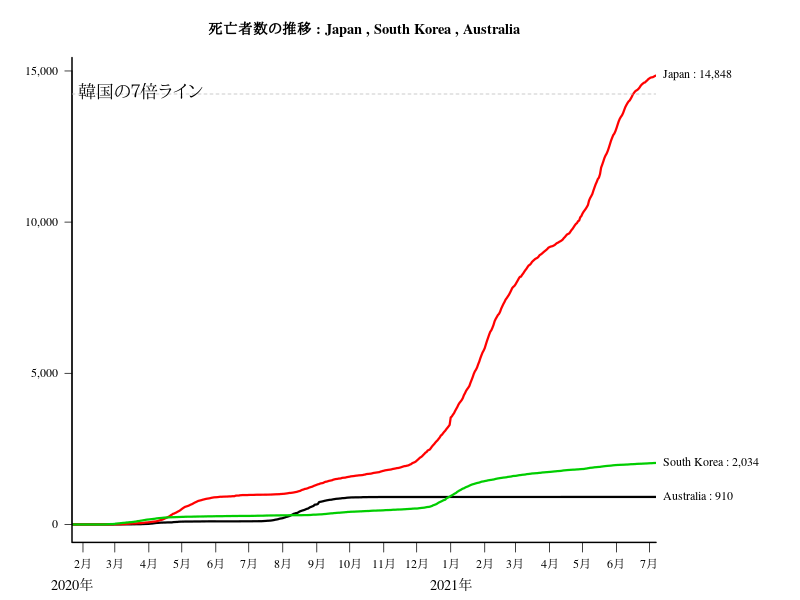 死亡者数の推移 : Japan , South Korea , Australia
15,000
10,000
5,000
0
韓国の7倍ライン
Japan : 14,848
South Korea : 2,034
Australia : 910
2月 3月 4月 5月 6月 7月 8月 9月 10月 11月 12月 1月 2月 3月 4月 5月 6月 7月
2020年 2021年